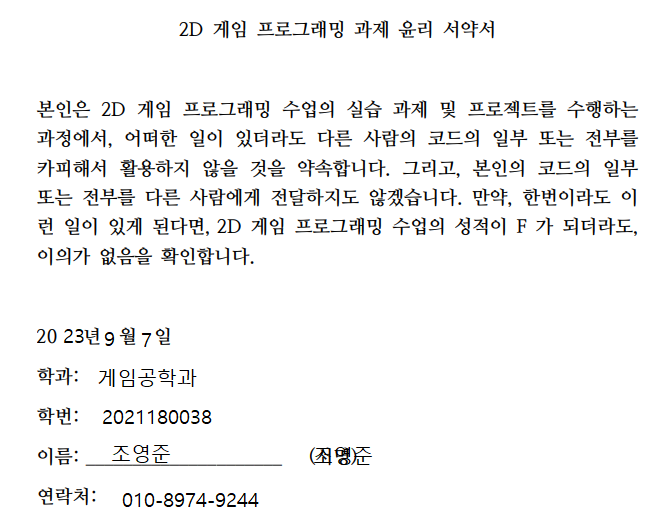 2D 게임 프로그래밍 과제 윤리 서약서
본인은 2D 게임 프로그래밍 수업의 실습 과제 및 프로젝트를 수행하는
과정에서, 어떠한 일이 있더라도 다른 사람의 코드의 일부 또는 전부를
카피해서 활용하지 않을 것을 약속합니다. 그리고, 본인의 코드의 일부
또는 전부를 다른 사람에게 전달하지도 않겠습니다. 만약, 한번이라도 이
런 일이 있게 된다면, 2D 게임 프로그래밍 수업의 성적이 F 가 되더라도,
이의가 없음을 확인합니다.
20 23년 9 월 7 일
학과: 게임공학과
학번: 2021180038
이름: 조영준 (서명) 조영준
연락처: 010-8974-9244